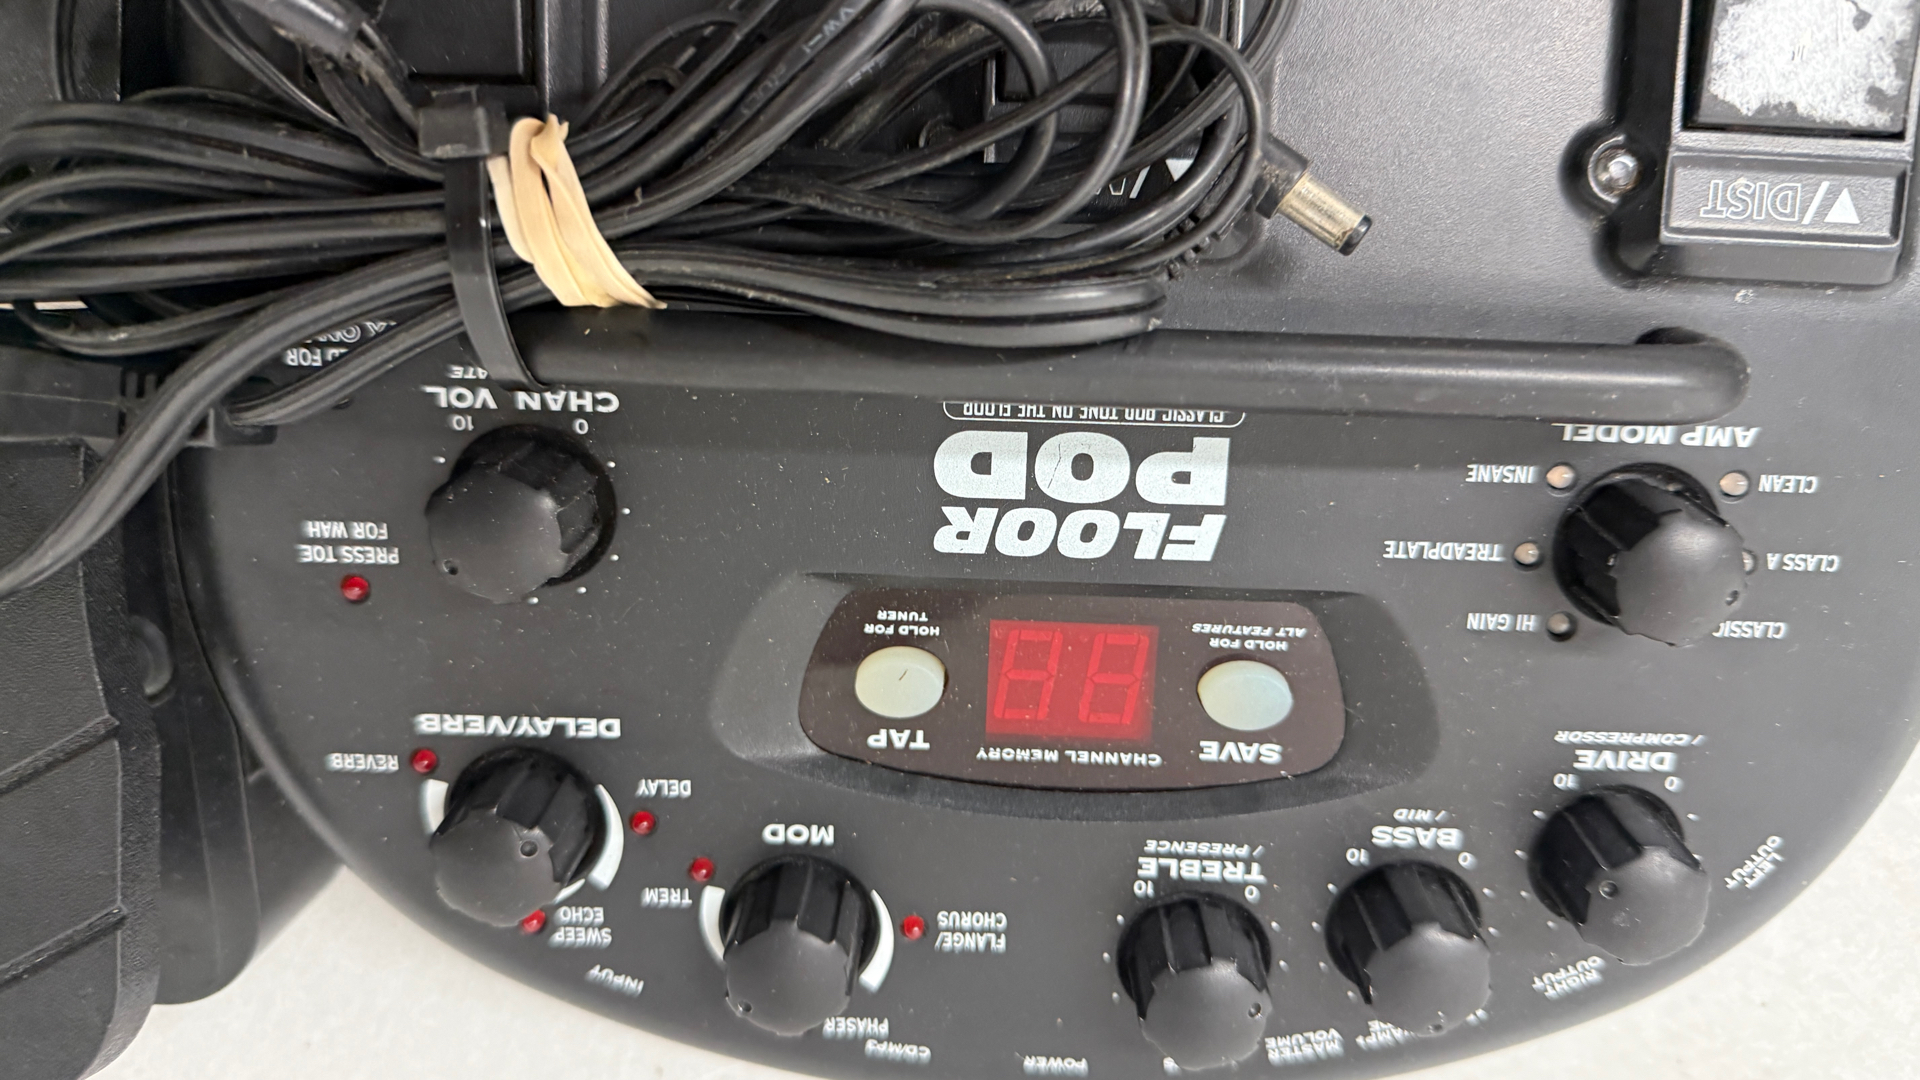 FLOOR
POD
CLASSIC POD TONE ON THE FLOOR
AMP MODEL
CLEAN
CLASS A
CLASSIC
HI GAIN
TREADPLATE
INSANE
DRIVE
/ COMPRESSOR
0 10
BASS
/ MID
0 10
TREBLE
/ PRESENCE
0 10
SAVE
HOLD FOR
ALT FEATURES
CHANNEL MEMORY
TAP
HOLD FOR
TUNER
MOD
FLANGE/
CHORUS
PHASER
TREM
DELAY/VERB
DELAY
SWEEP
ECHO
REVERB
CHAN VOL
0 10
PRESS TOE
FOR WAH
LEFT
OUTPUT
RIGHT
OUTPUT
MASTER
VOLUME
POWER
CD/MP3
INPUT
/DIST